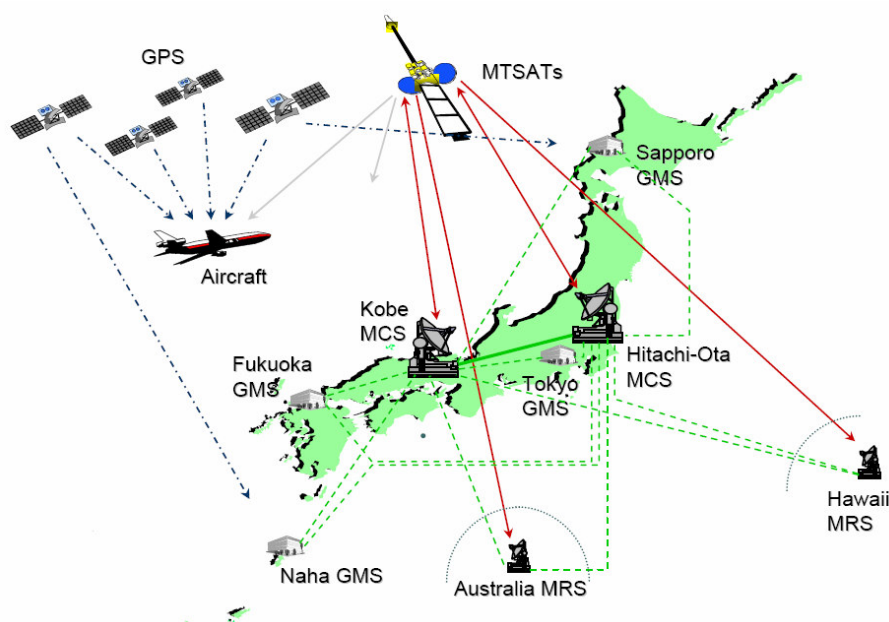 GPS
MTSATs
Sapporo
GMS
Aircraft
Kobe
MCS
Hitachi-Ota
MCS
Fukuoka
GMS
Tokyo
GMS
Hawaii
MRS
Naha GMS
Australia MRS